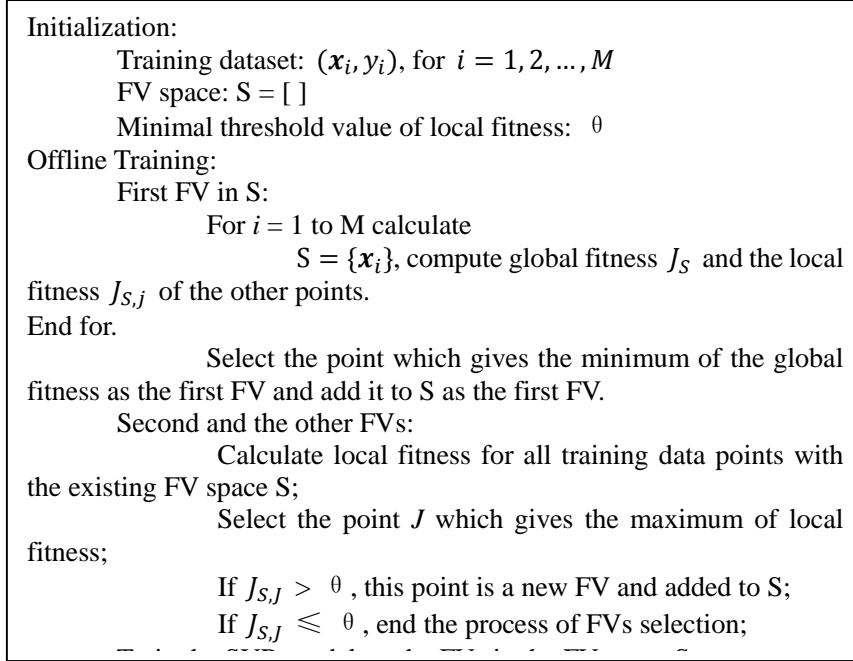 Initialization:
Training dataset: (𝒙ᵢ, yᵢ), for i = 1, 2, …, M
FV space: S = [ ]
Minimal threshold value of local fitness: θ
Offline Training:
First FV in S:
For i = 1 to M calculate
S = {𝒙ᵢ}, compute global fitness J_S and the local
fitness J_{S,j} of the other points.
End for.
Select the point which gives the minimum of the global
fitness as the first FV and add it to S as the first FV.
Second and the other FVs:
Calculate local fitness for all training data points with
the existing FV space S;
Select the point J which gives the maximum of local
fitness;
If J_{S,J} > θ, this point is a new FV and added to S;
If J_{S,J} ≤ θ, end the process of FVs selection;